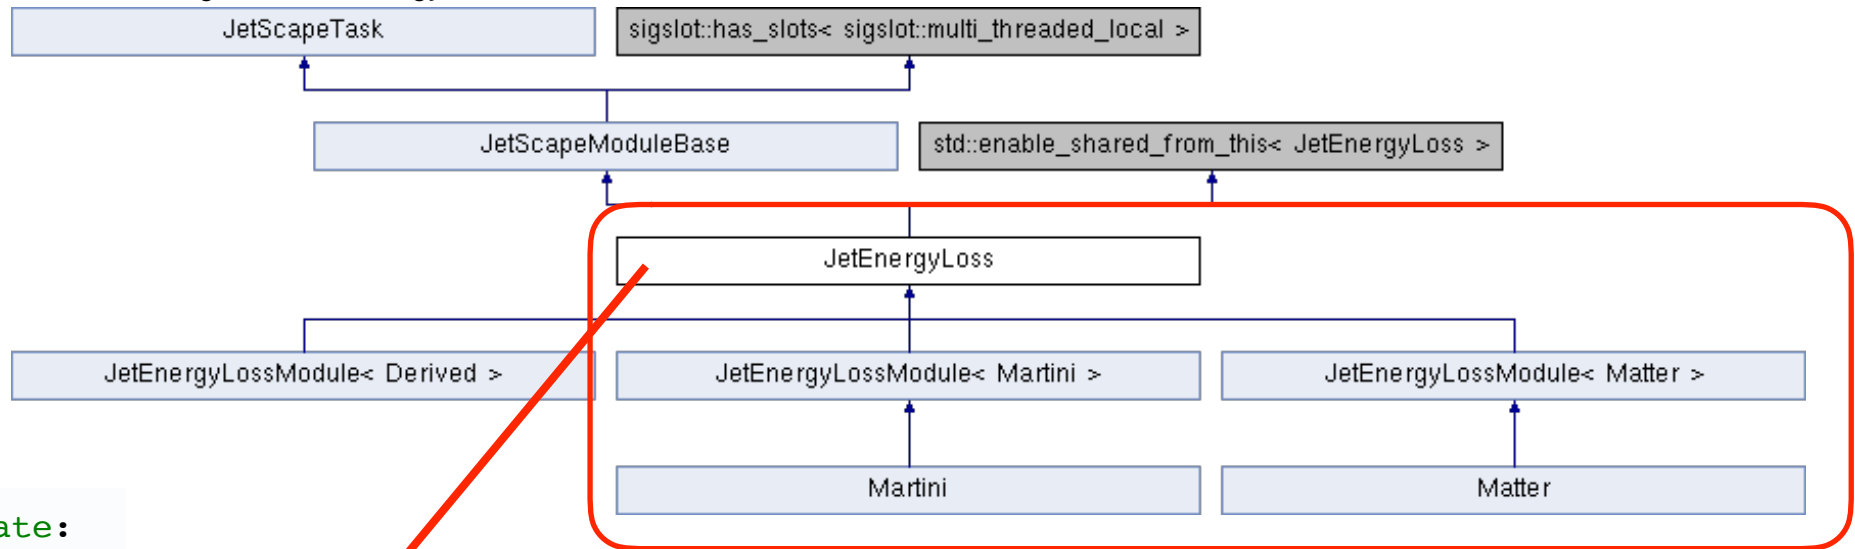 JetScapeTask
sigslot::has_slots< sigslot::multi_threaded_local >
JetScapeModuleBase
std::enable_shared_from_this< JetEnergyLoss >
JetEnergyLoss
JetEnergyLossModule< Derived >
JetEnergyLossModule< Martini >
JetEnergyLossModule< Matter >
Martini
Matter
ate: